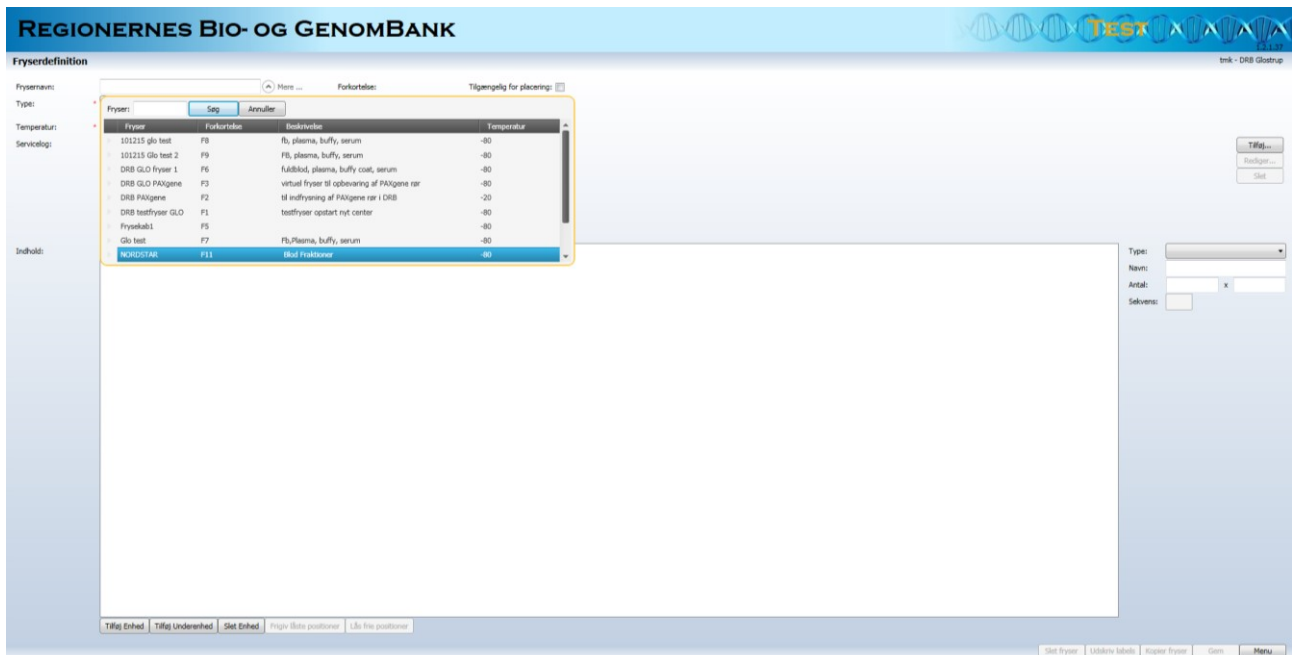 REGIONERNES BIO- OG GENOMBANK
TEST
1.2.1.37
Fryserdefinition
tmk - DRB Glostrup
Frysernavn:
Mere ...
Forkortelse:
Tilgængelig for placering:
Type: *
Fryser:
Søg
Annuller
Temperatur: *
Fryser Forkortelse Beskrivelse Temperatur
Servicelog:
101215 glo test F8 fb, plasma, buffy, serum -80
101215 Glo test 2 F9 FB, plasma, buffy, serum -80
DRB GLO fryser 1 F6 fuldblod, plasma, buffy coat, serum -80
DRB GLO PAXgene F3 virtuel fryser til opbevaring af PAXgene rør -80
DRB PAXgene F2 til indfrysning af PAXgene rør i DRB -20
DRB testfryser GLO F1 testfryser opstart nyt center -80
Fryseskab1 F5 -80
Glo test F7 Fb,Plasma, buffy, serum -80
NORDSTAR F11 Blod Fraktioner -80
Tilføj...
Rediger...
Slet
Indhold:
Type:
Navn:
Antal: x
Sekvens:
Tilføj Enhed Tilføj Underenhed Slet Enhed Frigiv låste positioner Lås frie positioner
Slet fryser Udskriv labels Kopier fryser Gem Menu